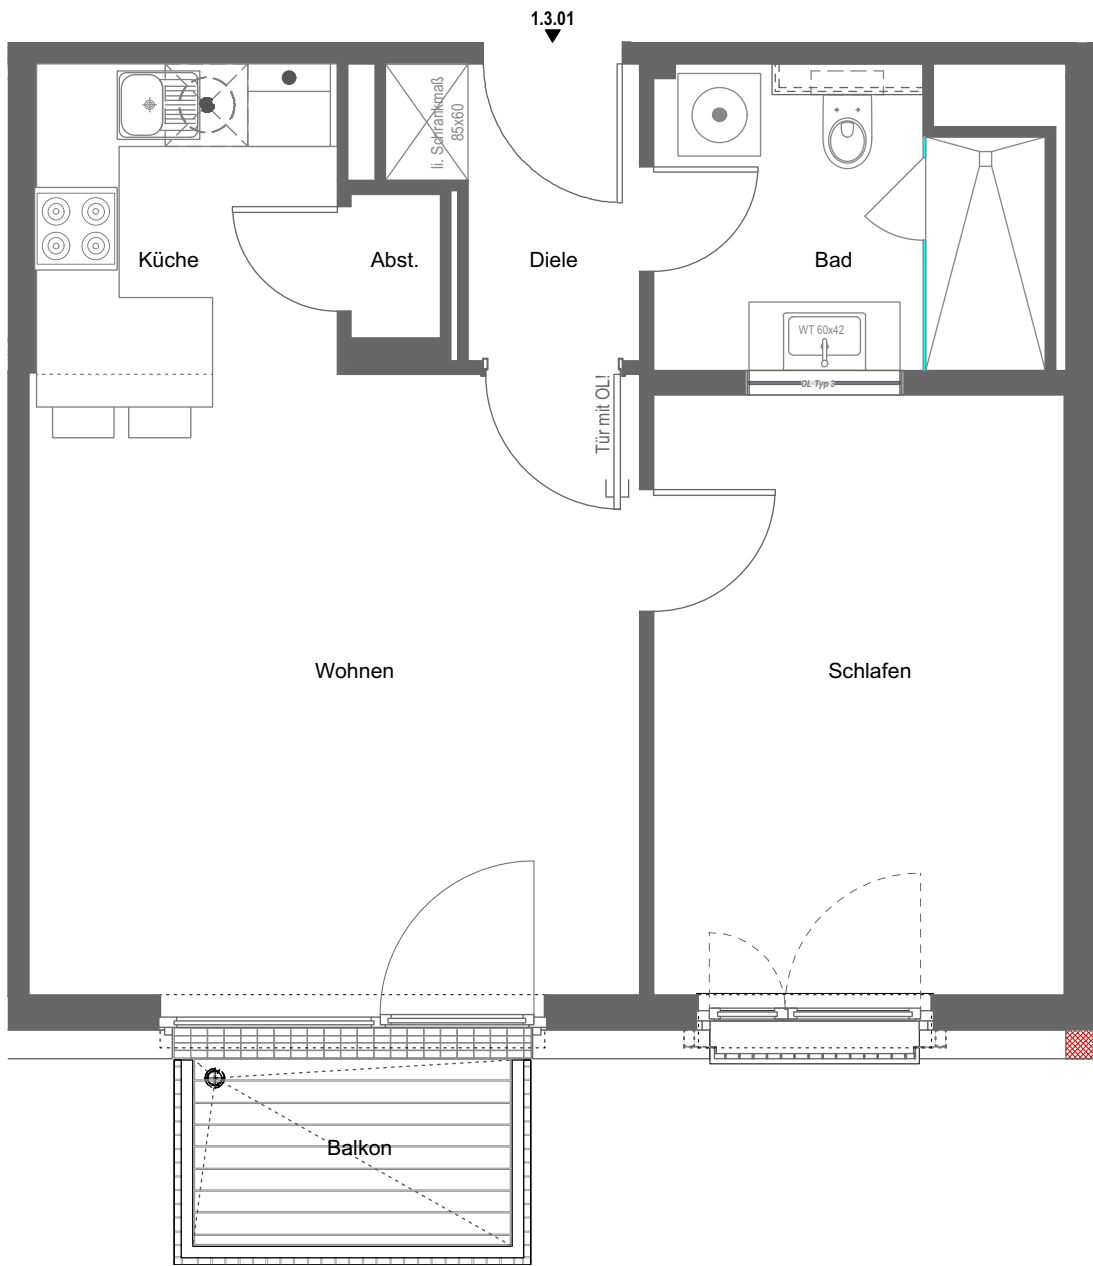 1.3.01
li. Schrankmaß
85x60
Küche
Abst.
Diele
Bad
WT 60x42
OL Typ 3
Tür mit OL!
Wohnen
Schlafen
Balkon